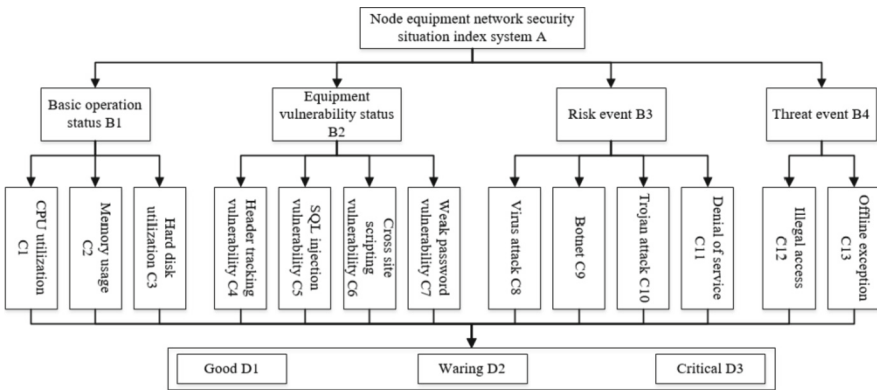 Node equipment network security
situation index system A
Basic operation
status B1
Equipment
vulnerability status
B2
Risk event B3
Threat event B4
CPU utilization
C1
Memory usage
C2
Hard disk
utilization C3
Header tracking
vulnerability C4
SQL injection
vulnerability C5
Cross site
scripting
vulnerability C6
Weak password
vulnerability C7
Virus attack C8
Botnet C9
Trojan attack C10
Denial of service
C11
Illegal access
C12
Offline exception
C13
Good D1
Waring D2
Critical D3